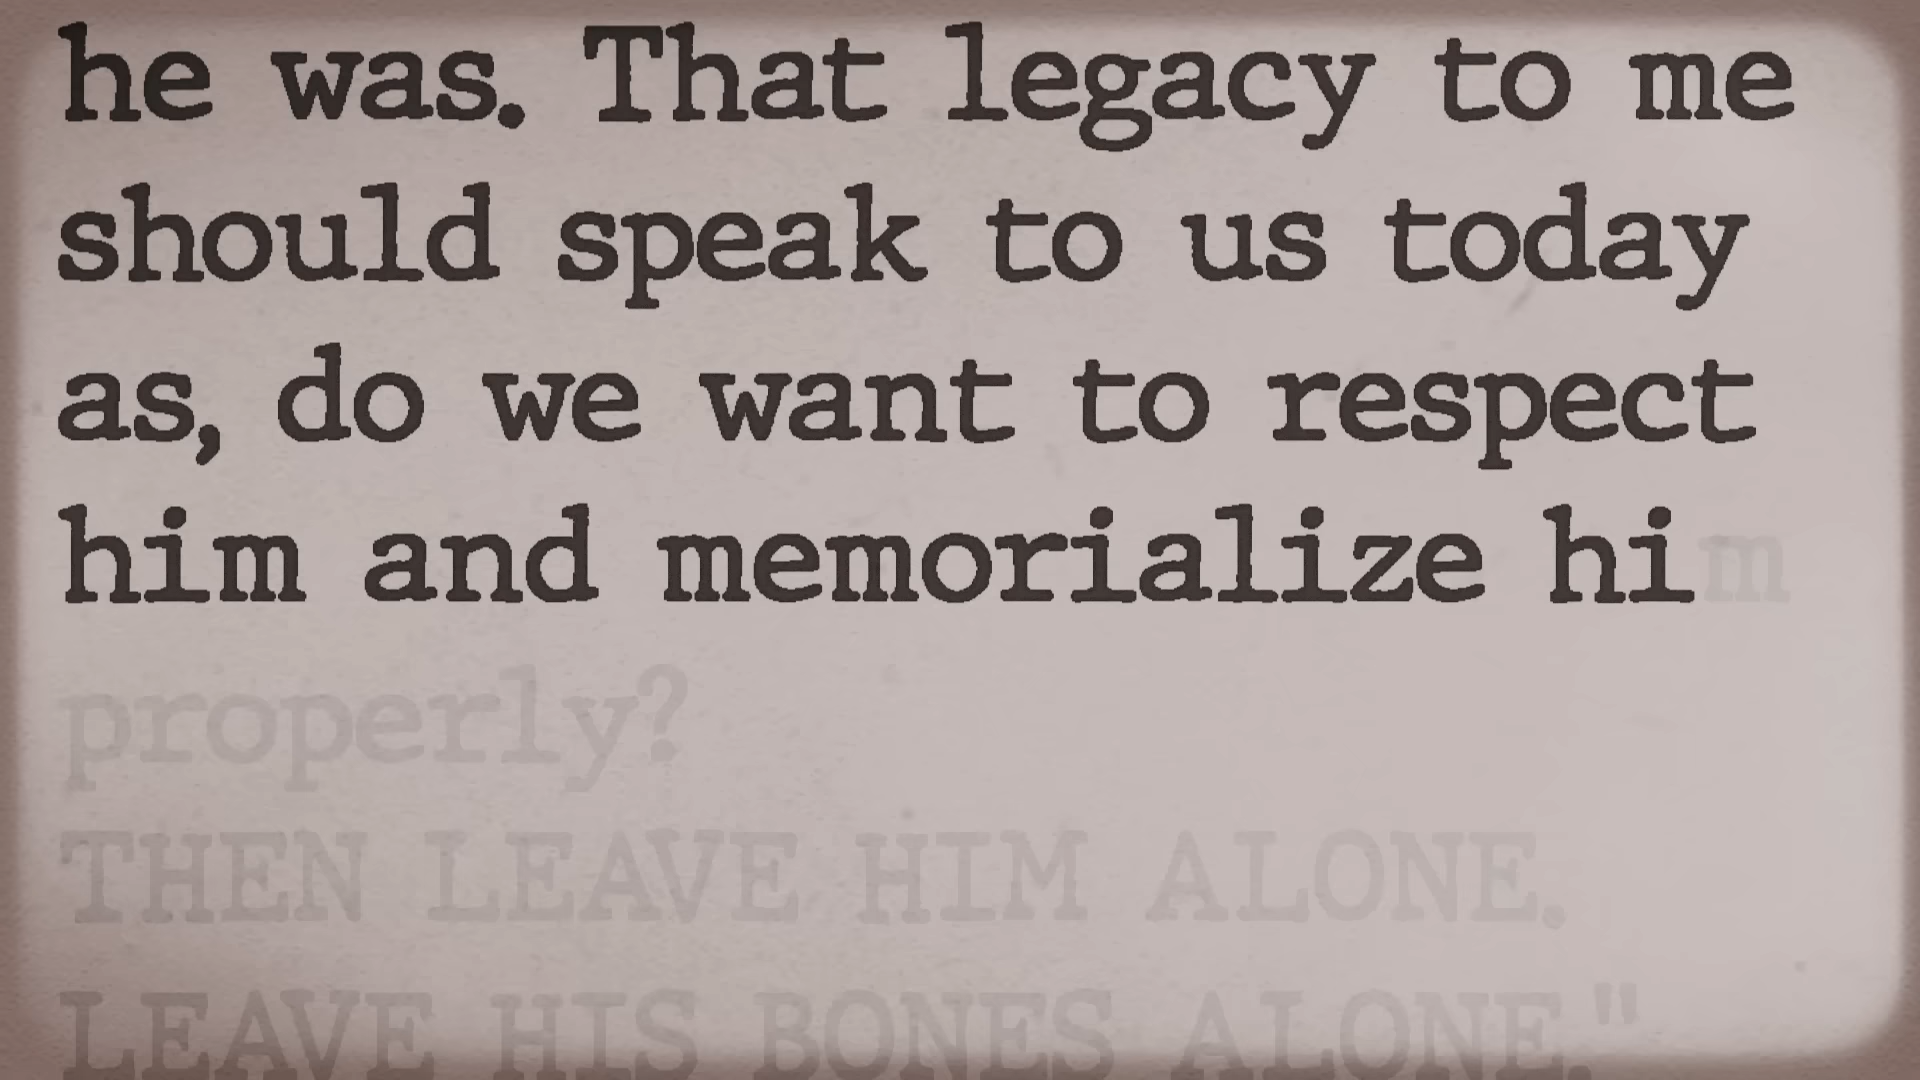 he was. That legacy to me
should speak to us today
as, do we want to respect
him and memorialize him
properly?
THEN LEAVE HIM ALONE.
LEAVE HIS BONES ALONE."